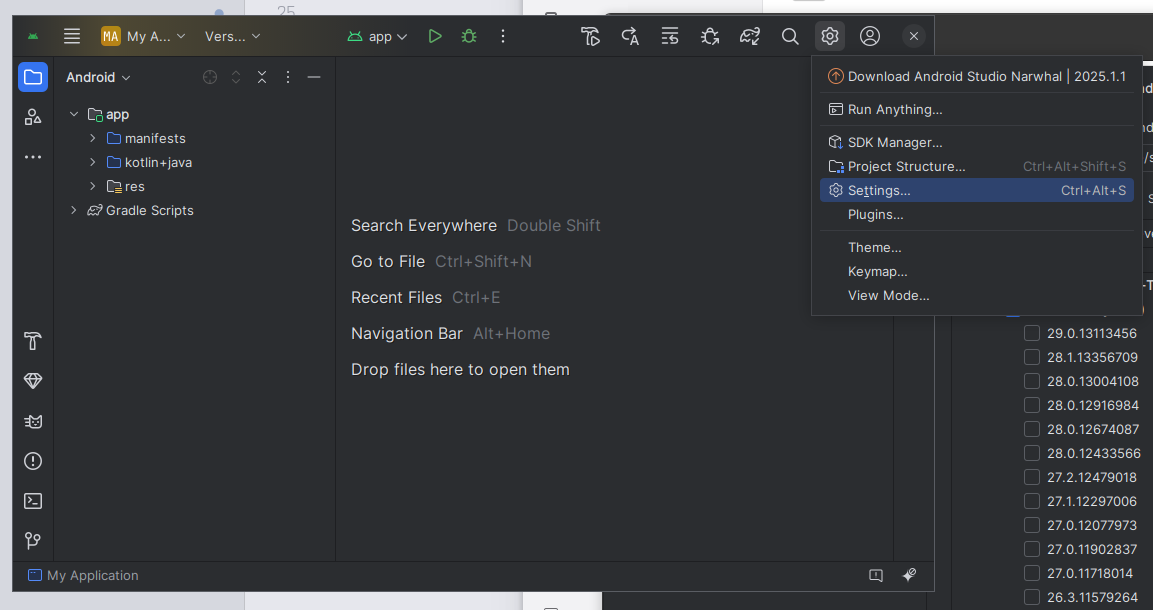 25
MA My A... Vers... app
Android
app
manifests
kotlin+java
res
Gradle Scripts
Search Everywhere Double Shift
Go to File Ctrl+Shift+N
Recent Files Ctrl+E
Navigation Bar Alt+Home
Drop files here to open them
My Application
Download Android Studio Narwhal | 2025.1.1
Run Anything...
SDK Manager...
Project Structure... Ctrl+Alt+Shift+S
Settings... Ctrl+Alt+S
Plugins...
Theme...
Keymap...
View Mode...
29.0.13113456
28.1.13356709
28.0.13004108
28.0.12916984
28.0.12674087
28.0.12433566
27.2.12479018
27.1.12297006
27.0.12077973
27.0.11902837
27.0.11718014
26.3.11579264